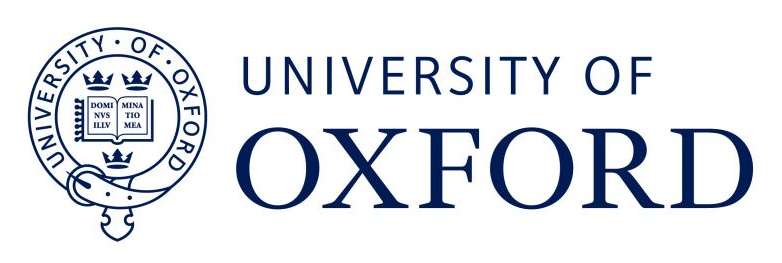 UNIVERSITY · OF · OXFORD
DOMI
NVS
ILLV
MINA
TIO
MEA
UNIVERSITY OF
OXFORD